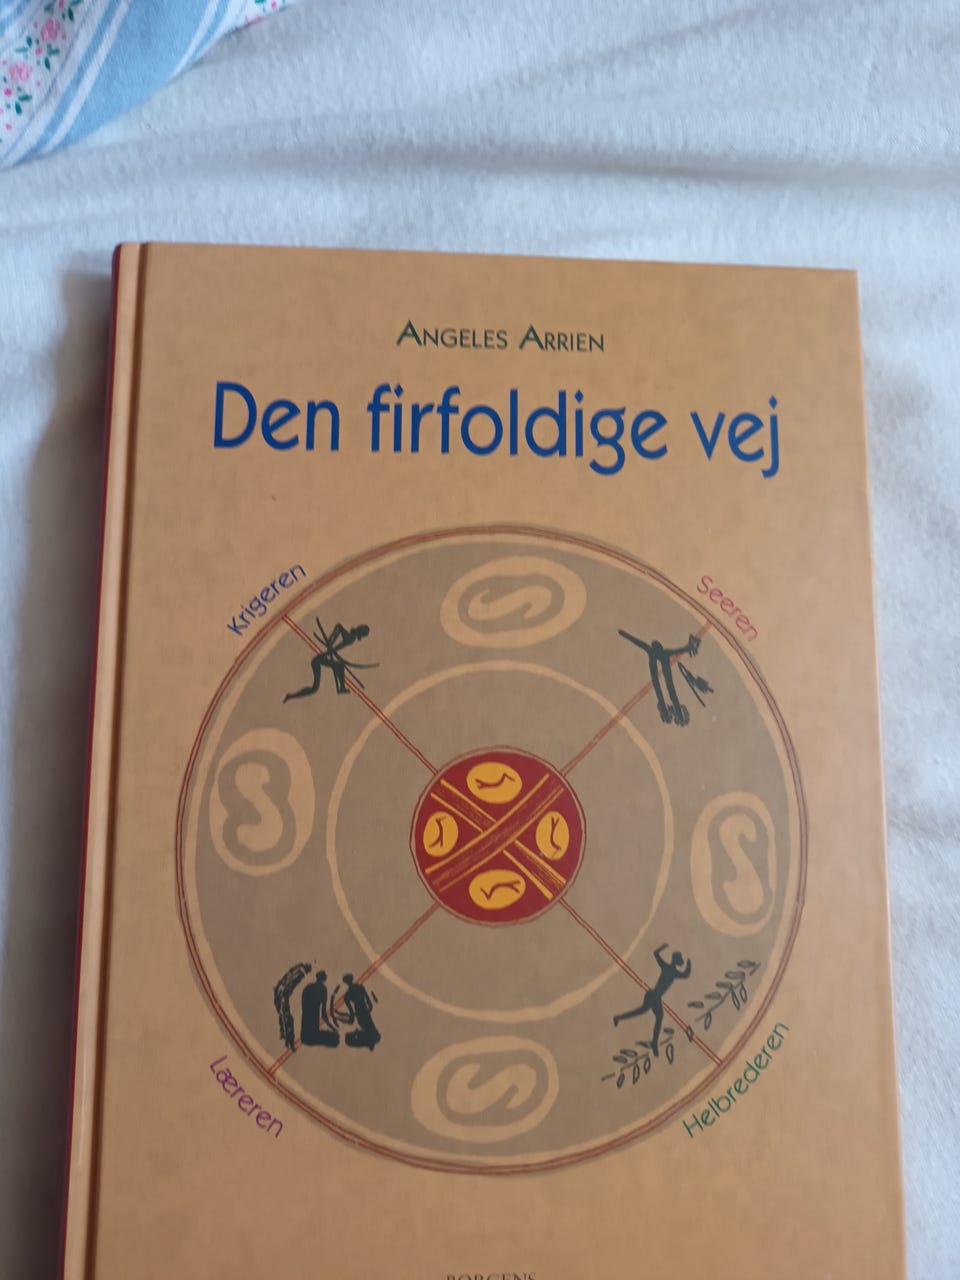 ANGELES ARRIEN
Den firfoldige vej
Krigeren
Seeren
Læreren
Helbrederen
BORGENS